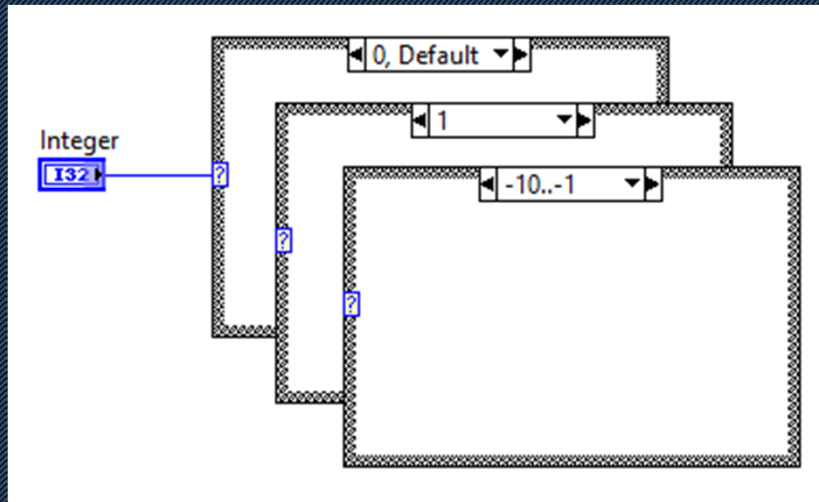 0, Default
1
Integer
-10..-1
I32
?
?
?